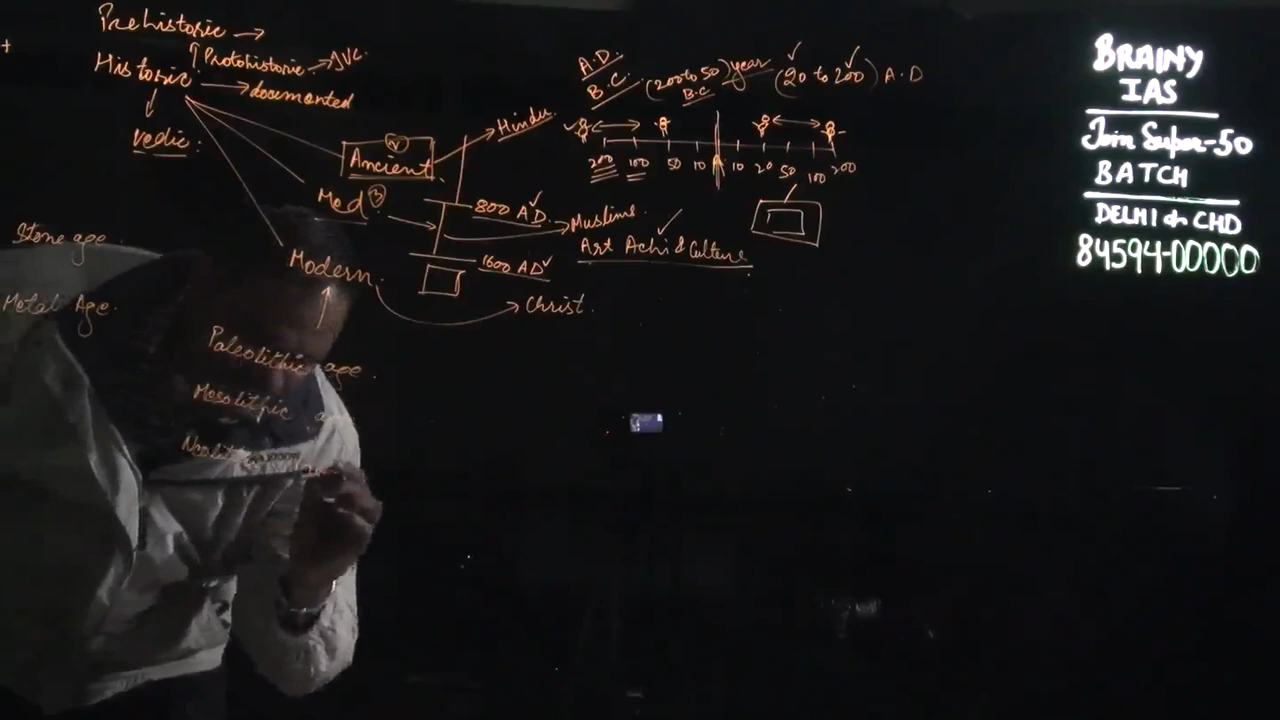 Prehistoric →
Protohistoric → IVC.
Historic → documented
Vedic :
Ancient
Hindu
Med
800 AD
Muslims.
Art Achi & Culture
1600 AD
Modern
Christ.
A.D.
B.C. (200 to 50) year (20 to 200) A.D
B.C
200 100 50 10 10 20 50 100 200
Stone age
Metal Age.
Paleolithic age.
Mesolithic
BRAINY
IAS
Join Super-50
BATCH
DELHI & CHD
84594-00000